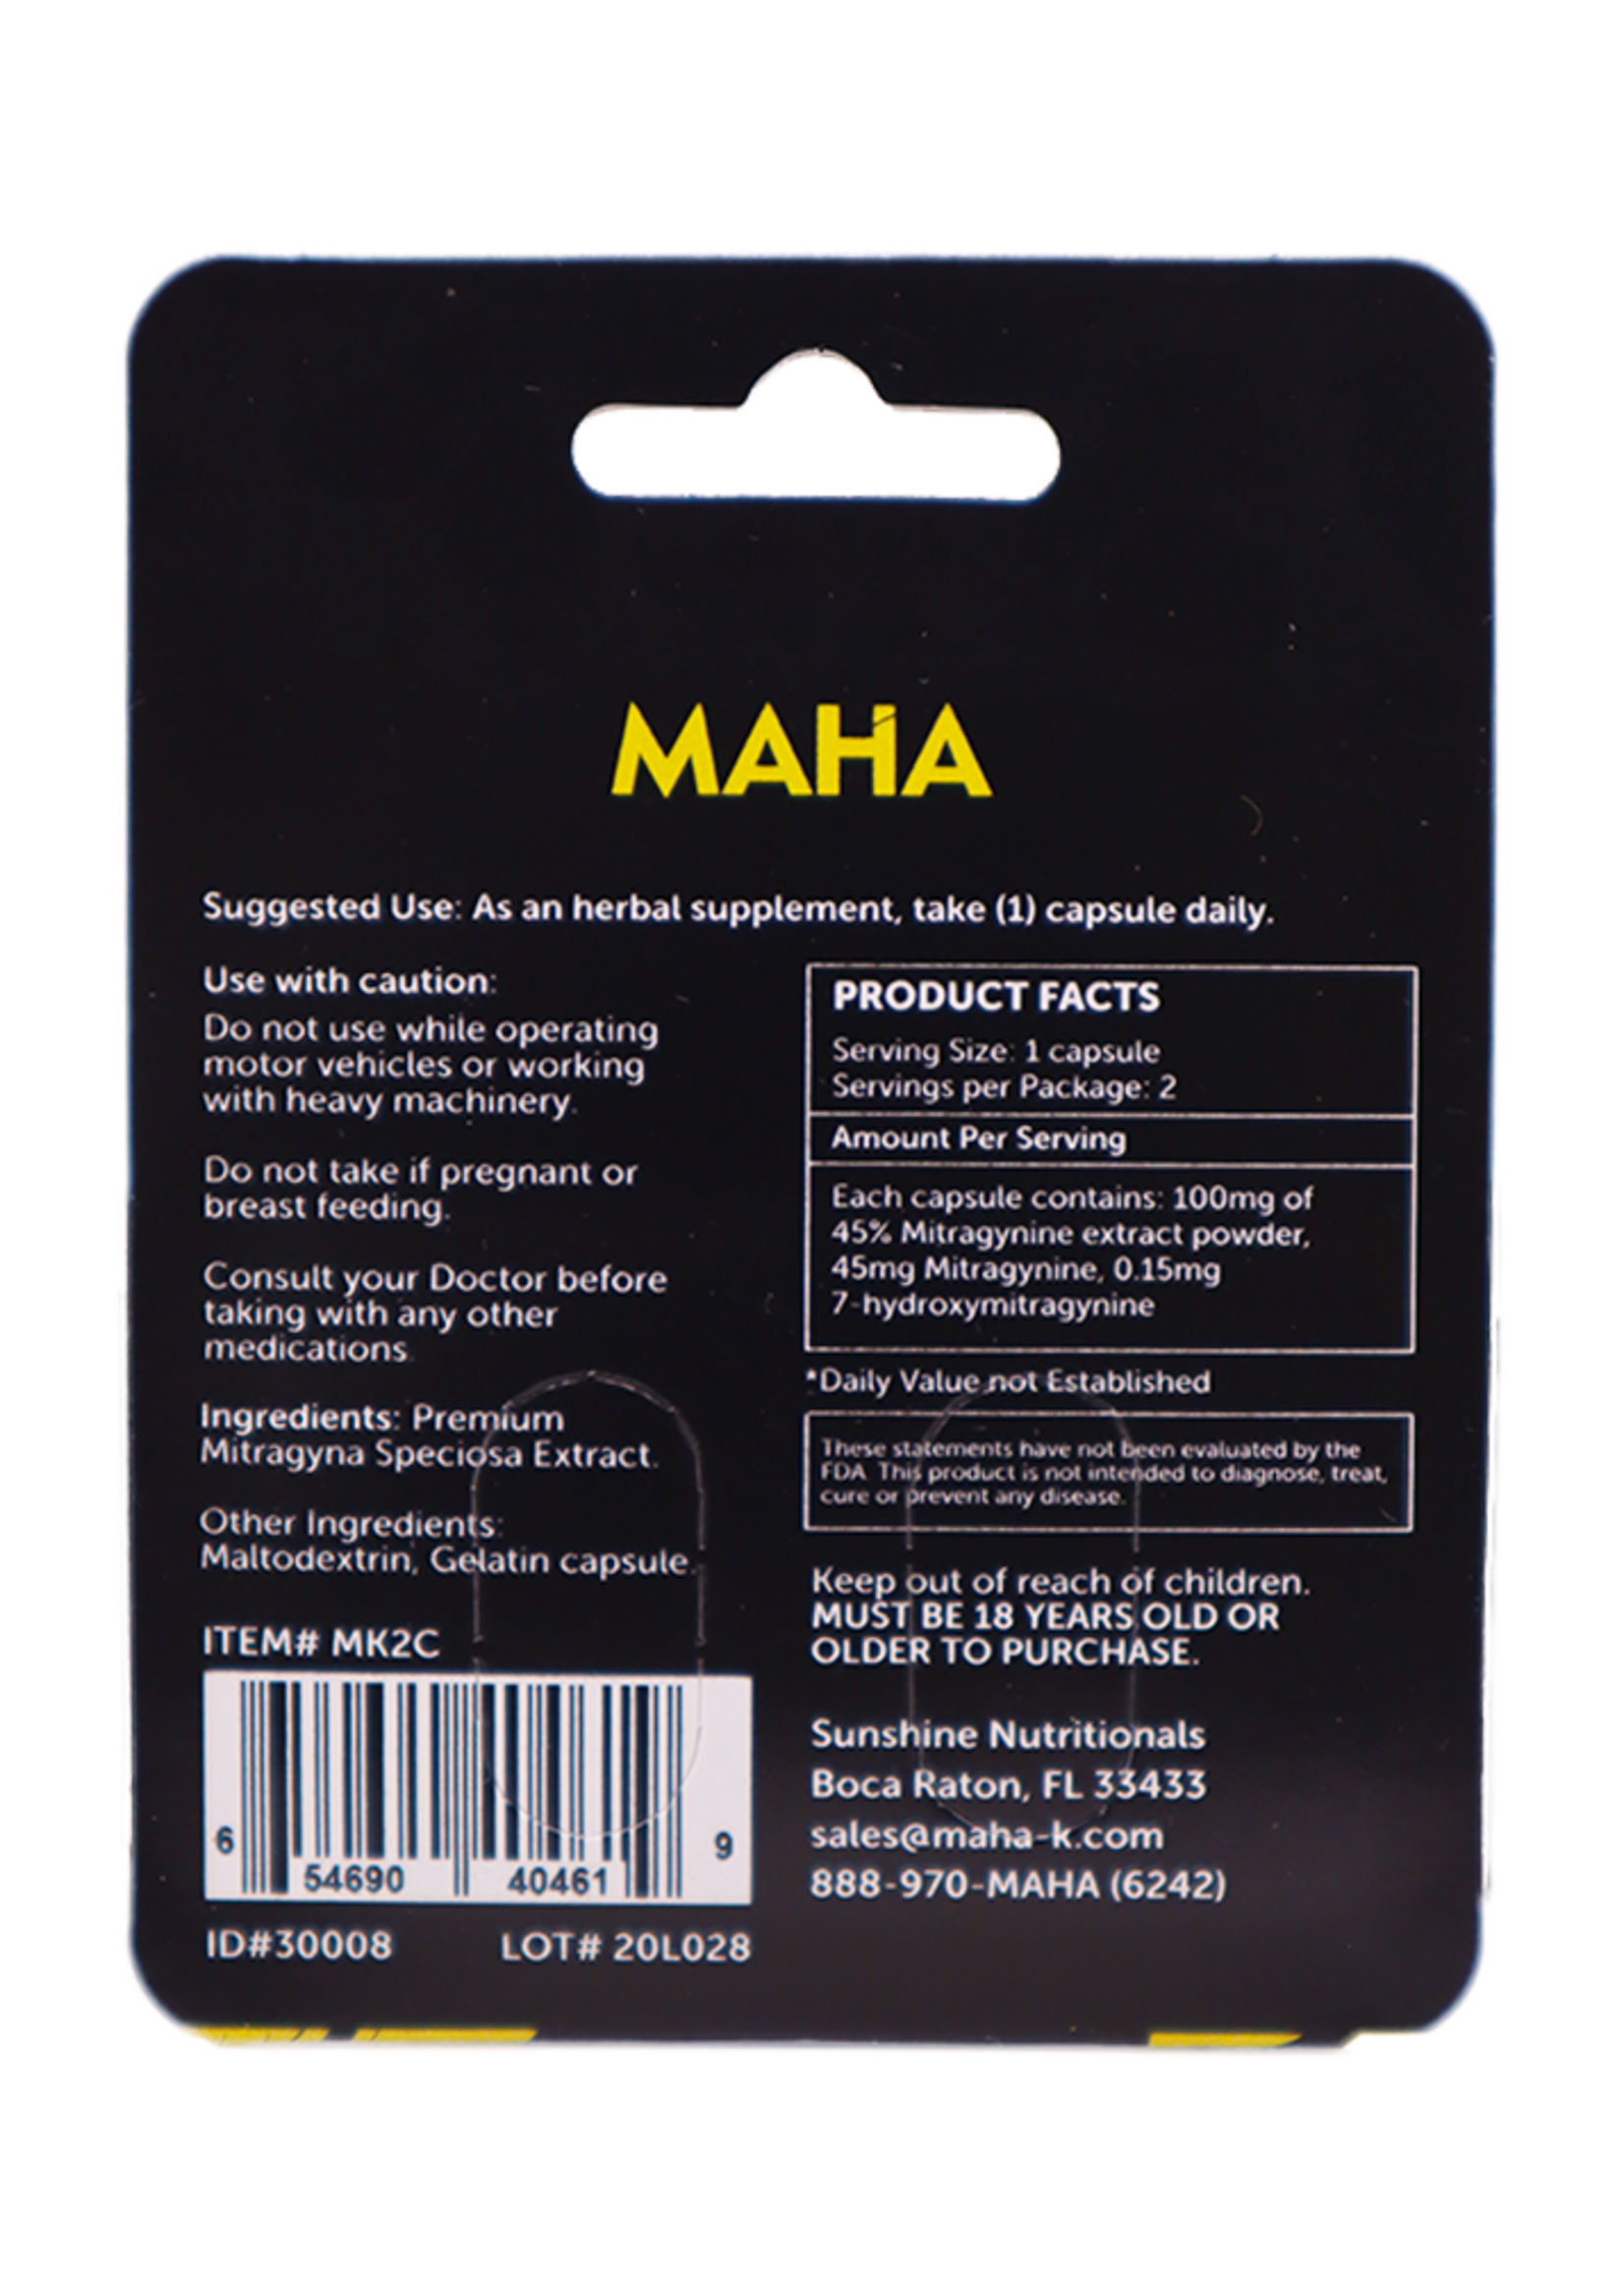 MAHA
Suggested Use: As an herbal supplement, take (1) capsule daily.
Use with caution:
Do not use while operating
motor vehicles or working
with heavy machinery.
Do not take if pregnant or
breast feeding.
Consult your Doctor before
taking with any other
medications.
Ingredients: Premium
Mitragyna Speciosa Extract.
Other Ingredients:
Maltodextrin, Gelatin capsule.
ITEM# MK2C
6 54690 40461 9
ID#30008 LOT# 20L028
PRODUCT FACTS
Serving Size: 1 capsule
Servings per Package: 2
Amount Per Serving
Each capsule contains: 100mg of
45% Mitragynine extract powder,
45mg Mitragynine, 0.15mg
7-hydroxymitragynine
*Daily Value not Established
These statements have not been evaluated by the
FDA. This product is not intended to diagnose, treat,
cure or prevent any disease.
Keep out of reach of children.
MUST BE 18 YEARS OLD OR
OLDER TO PURCHASE.
Sunshine Nutritionals
Boca Raton, FL 33433
sales@maha-k.com
888-970-MAHA (6242)